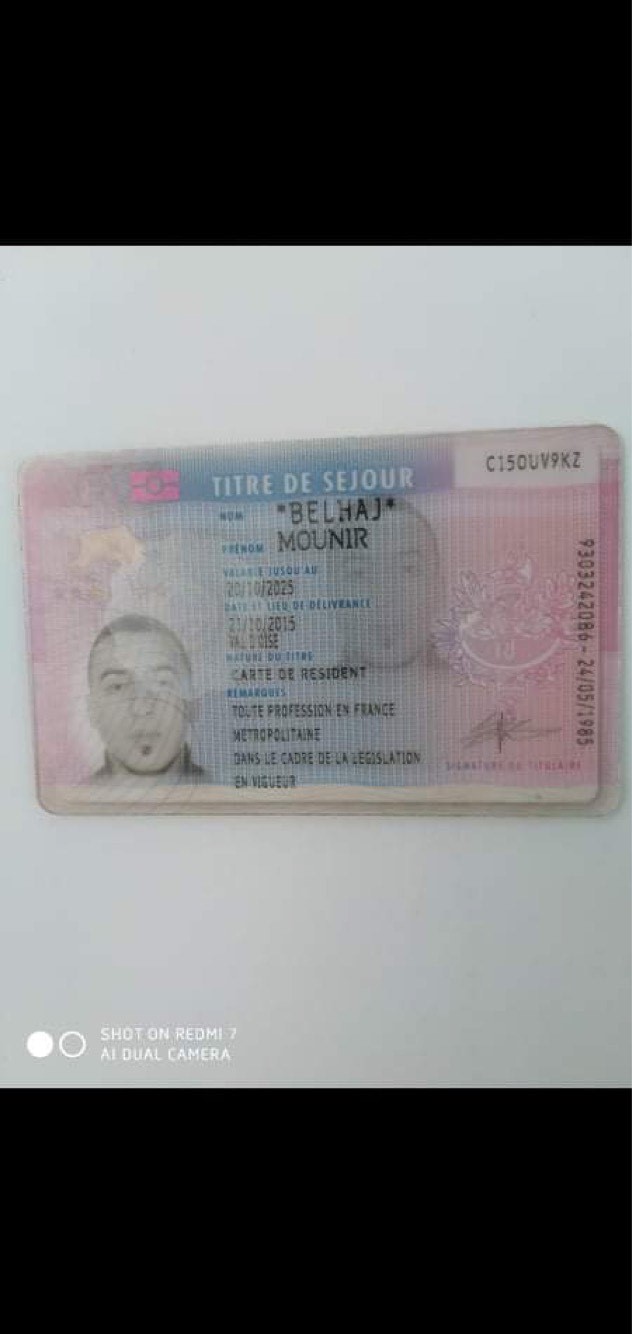 TITRE DE SEJOUR
C150UV9KZ
NOM *BELHAJ*
PRÉNOM MOUNIR
VALABLE JUSQU'AU
20/10/2025
DATE ET LIEU DE DÉLIVRANCE
21/10/2015
VAL D'OISE
NATURE DU TITRE
CARTE DE RESIDENT
REMARQUES
TOUTE PROFESSION EN FRANCE
METROPOLITAINE
DANS LE CADRE DE LA LEGISLATION
EN VIGUEUR
SIGNATURE DU TITULAIRE
9303242086 - 24/05/1985
SHOT ON REDMI 7
AI DUAL CAMERA